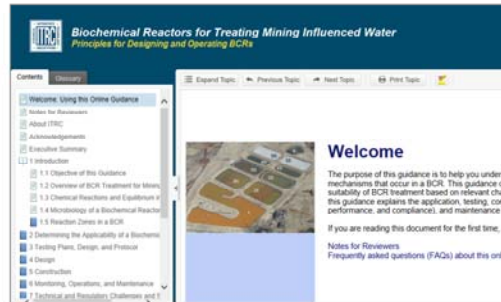 ITRC
Biochemical Reactors for Treating Mining Influenced Water
Principles for Designing and Operating BCRs
Contents
Glossary
Expand Topic
Previous Topic
Next Topic
Print Topic
Welcome: Using this Online Guidance
Notes for Reviewers
About ITRC
Acknowledgements
Executive Summary
1 Introduction
1.1 Objective of this Guidance
1.2 Overview of BCR Treatment for Mines
1.3 Chemical Reactions and Equilibrium in
1.4 Microbiology of a Biochemical Reactor
1.5 Reaction Zones in a BCR
2 Determining the Applicability of a Biochemic
3 Testing Plans, Design, and Protocol
4 Design
5 Construction
6 Monitoring, Operations, and Maintenance
7 Technical and Regulatory Challenges and
Welcome
The purpose of this guidance is to help you under
mechanisms that occur in a BCR. This guidance
suitability of BCR treatment based on relevant cha
this guidance explains the application, testing, co
performance, and compliance), and maintenance
If you are reading this document for the first time,
Notes for Reviewers
Frequently asked questions (FAQs) about this onl